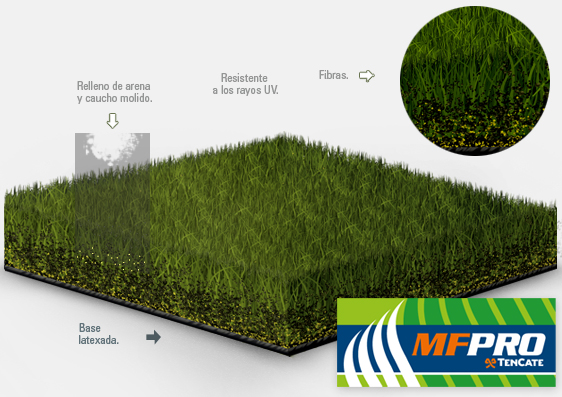 Relleno de arena
y caucho molido.
Resistente
a los rayos UV.
Fibras.
Base
latexada.
MFPRO
TENCATE